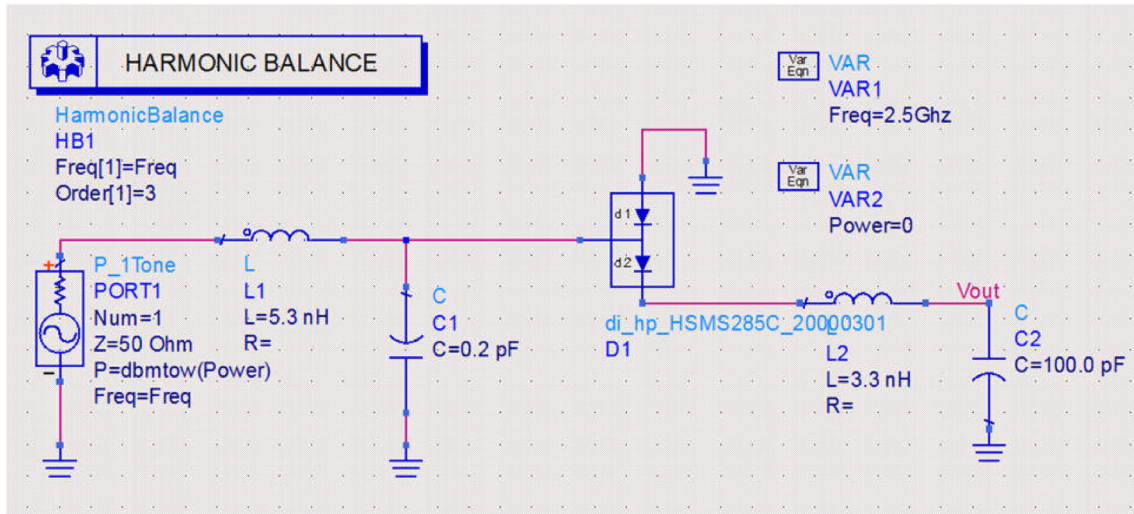 HARMONIC BALANCE
HarmonicBalance
HB1
Freq[1]=Freq
Order[1]=3
Var
Eqn
VAR
VAR1
Freq=2.5Ghz
Var
Eqn
VAR
VAR2
Power=0
+
P_1Tone
PORT1
Num=1
Z=50 Ohm
P=dbmtow(Power)
Freq=Freq
-
L
L1
L=5.3 nH
R=
C
C1
C=0.2 pF
d1
d2
di_hp_HSMS285C_20000301
D1
L
L2
L=3.3 nH
R=
Vout
C
C2
C=100.0 pF